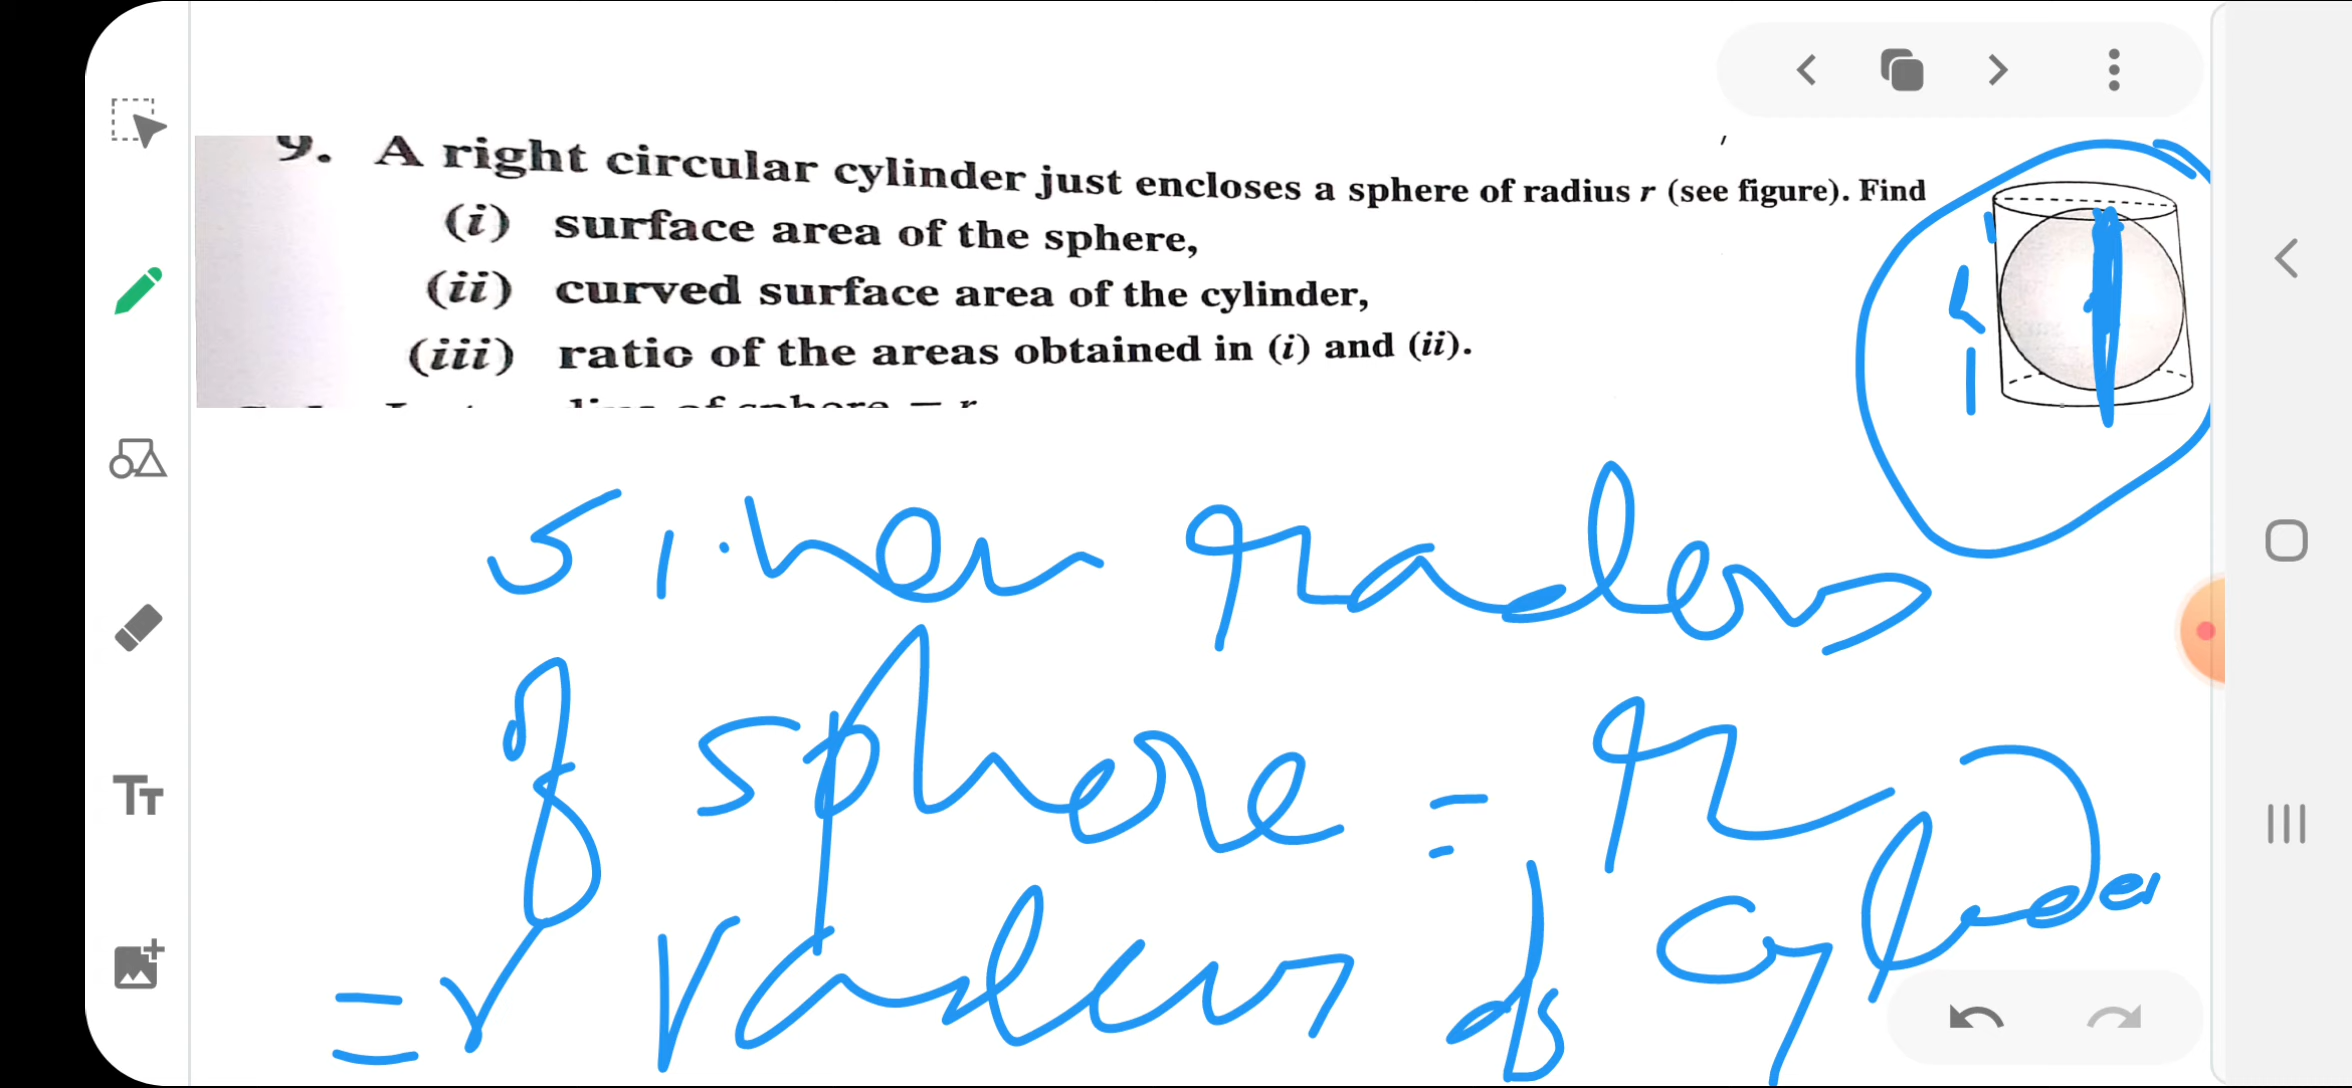 9. A right circular cylinder just encloses a sphere of radius r (see figure). Find
(i) surface area of the sphere,
(ii) curved surface area of the cylinder,
(iii) ratio of the areas obtained in (i) and (ii).
radius
of sphere = r
= r radius of cylinder
TT